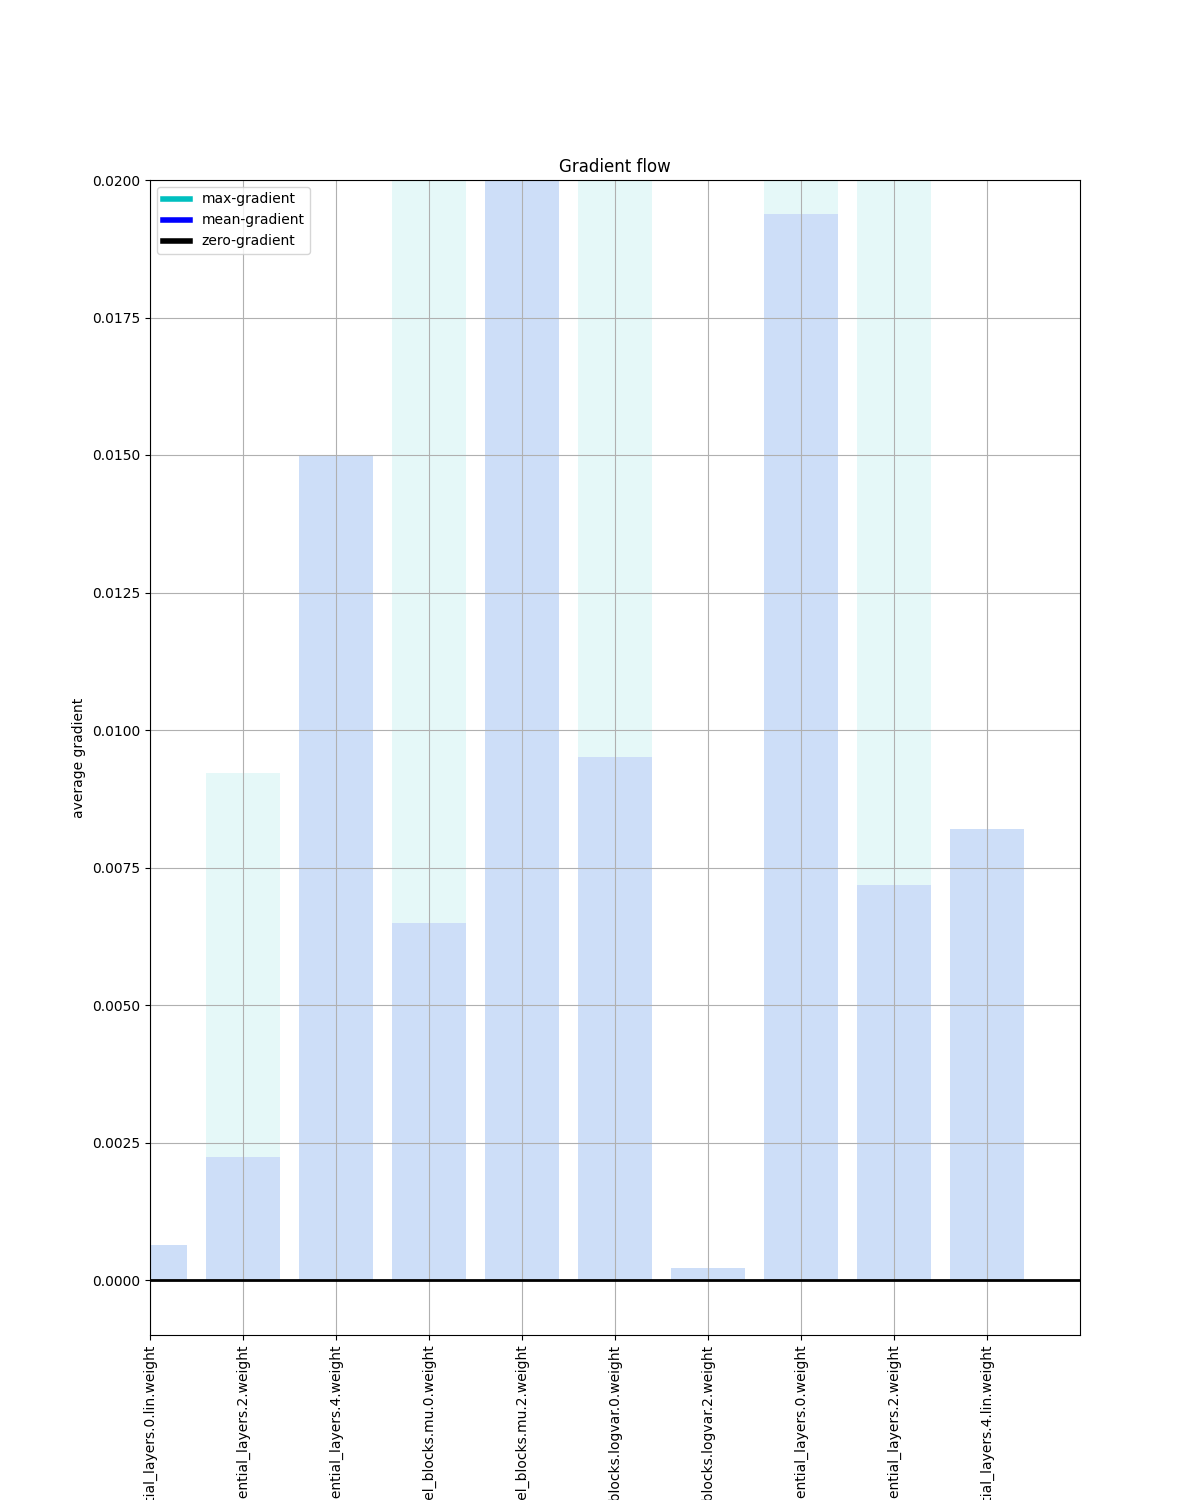 Gradient flow
max-gradient
mean-gradient
zero-gradient
0.0200
0.0175
0.0150
0.0125
0.0100
0.0075
0.0050
0.0025
0.0000
average gradient
tial_layers.0.lin.weight
ential_layers.2.weight
ential_layers.4.weight
el_blocks.mu.0.weight
el_blocks.mu.2.weight
blocks.logvar.0.weight
blocks.logvar.2.weight
ential_layers.0.weight
ential_layers.2.weight
tial_layers.4.lin.weight